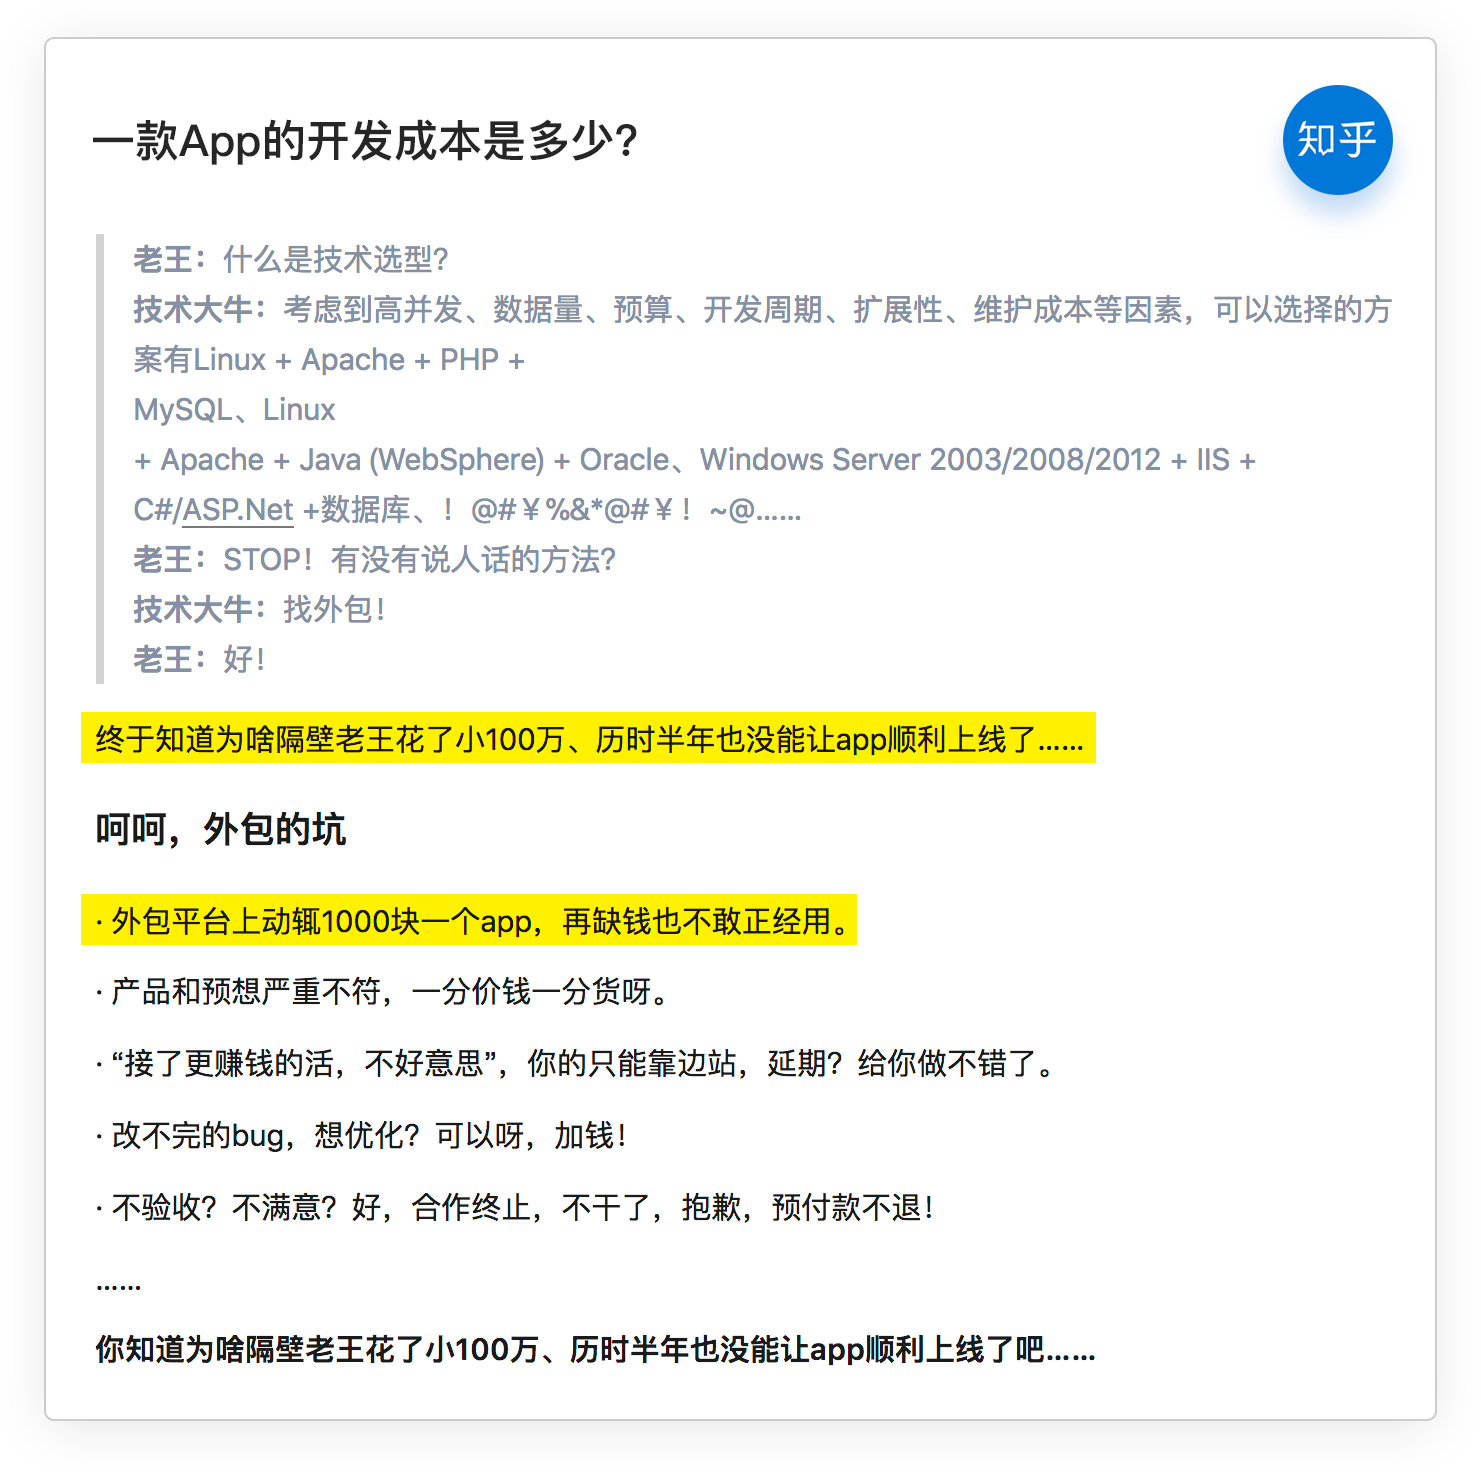 一款App的开发成本是多少？
知乎
老王：什么是技术选型？
技术大牛：考虑到高并发、数据量、预算、开发周期、扩展性、维护成本等因素，可以选择的方
案有Linux + Apache + PHP +
MySQL、Linux
+ Apache + Java (WebSphere) + Oracle、Windows Server 2003/2008/2012 + IIS +
C#/ASP.Net +数据库、！@#￥%&*@#￥！~@……
老王：STOP！有没有说人话的方法？
技术大牛：找外包！
老王：好！
终于知道为啥隔壁老王花了小100万、历时半年也没能让app顺利上线了……
呵呵，外包的坑
· 外包平台上动辄1000块一个app，再缺钱也不敢正经用。
· 产品和预想严重不符，一分价钱一分货呀。
· “接了更赚钱的活，不好意思”，你的只能靠边站，延期？给你做不错了。
· 改不完的bug，想优化？可以呀，加钱！
· 不验收？不满意？好，合作终止，不干了，抱歉，预付款不退！
……
你知道为啥隔壁老王花了小100万、历时半年也没能让app顺利上线了吧……